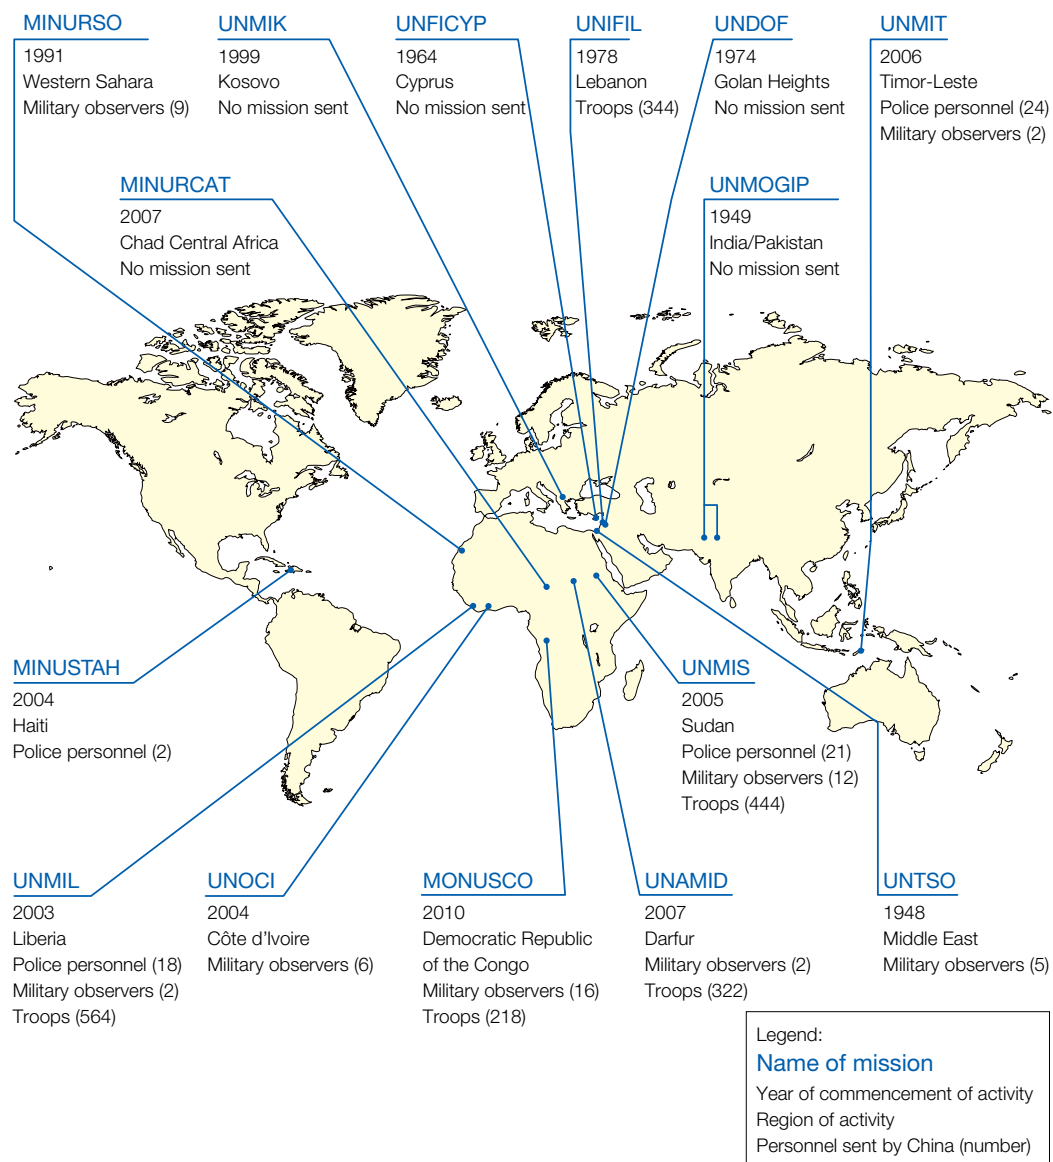 MINURSO
1991
Western Sahara
Military observers (9)
UNMIK
1999
Kosovo
No mission sent
UNFICYP
1964
Cyprus
No mission sent
UNIFIL
1978
Lebanon
Troops (344)
UNDOF
1974
Golan Heights
No mission sent
UNMIT
2006
Timor-Leste
Police personnel (24)
Military observers (2)
MINURCAT
2007
Chad Central Africa
No mission sent
UNMOGIP
1949
India/Pakistan
No mission sent
MINUSTAH
2004
Haiti
Police personnel (2)
UNMIS
2005
Sudan
Police personnel (21)
Military observers (12)
Troops (444)
UNMIL
2003
Liberia
Police personnel (18)
Military observers (2)
Troops (564)
UNOCI
2004
Côte d’Ivoire
Military observers (6)
MONUSCO
2010
Democratic Republic
of the Congo
Military observers (16)
Troops (218)
UNAMID
2007
Darfur
Military observers (2)
Troops (322)
UNTSO
1948
Middle East
Military observers (5)
Legend:
Name of mission
Year of commencement of activity
Region of activity
Personnel sent by China (number)